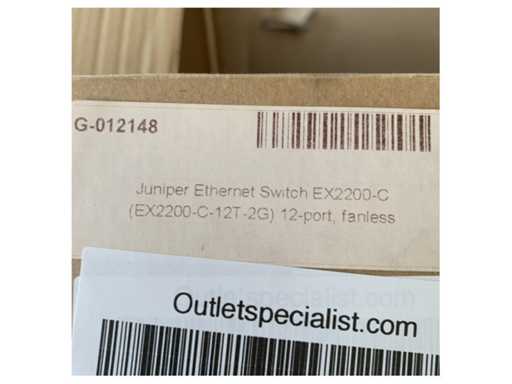 G-012148
Juniper Ethernet Switch EX2200-C
(EX2200-C-12T-2G) 12-port, fanless
Outletspecialist.com